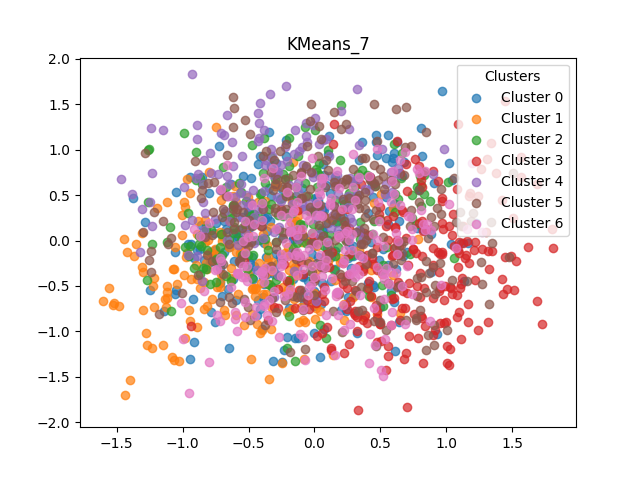 KMeans_7
2.0
1.5
1.0
0.5
0.0
−0.5
−1.0
−1.5
−2.0
−1.5 −1.0 −0.5 0.0 0.5 1.0 1.5
Clusters
Cluster 0
Cluster 1
Cluster 2
Cluster 3
Cluster 4
Cluster 5
Cluster 6